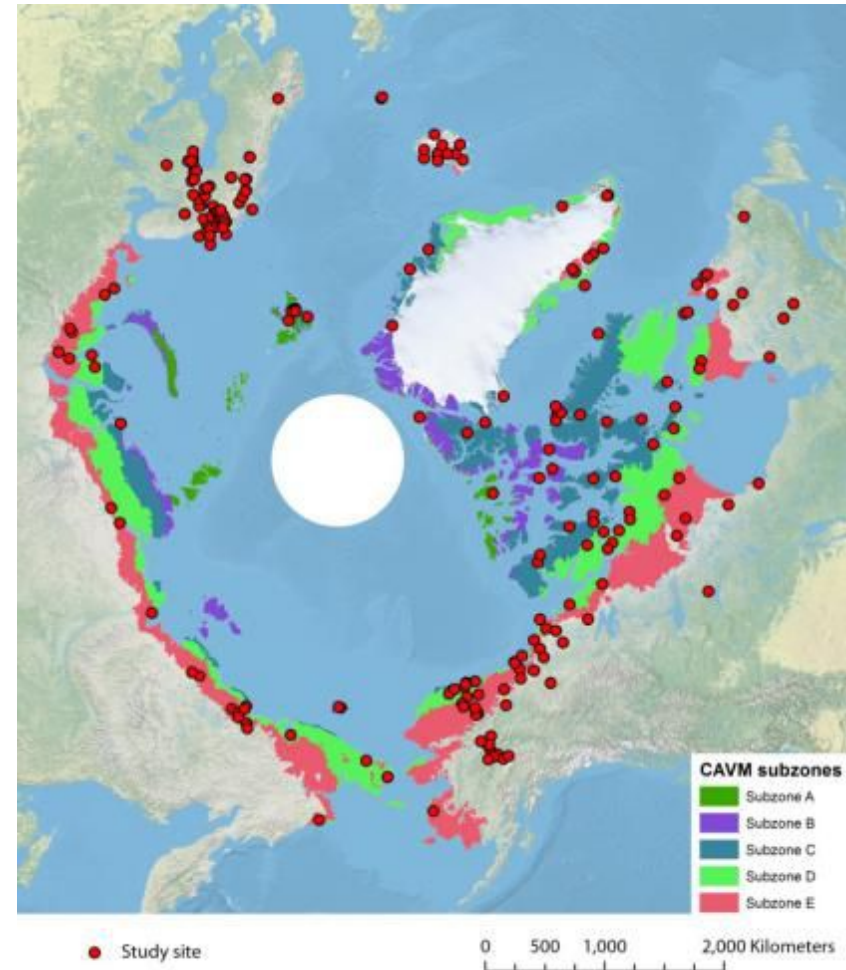 CAVM subzones
Subzone A
Subzone B
Subzone C
Subzone D
Subzone E
Study site
0 500 1,000 2,000 Kilometers